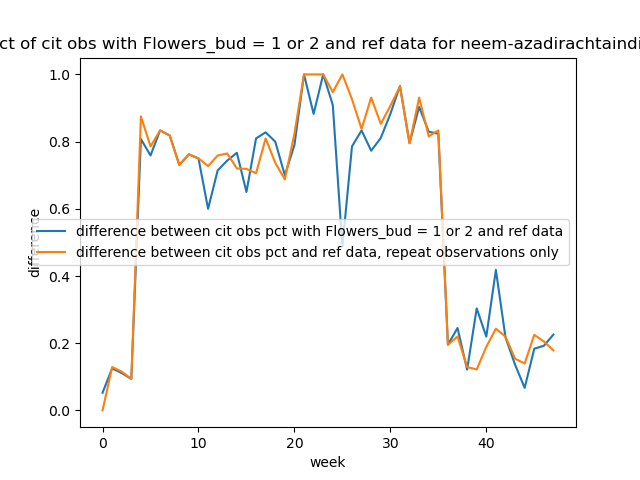 ct of cit obs with Flowers_bud = 1 or 2 and ref data for neem-azadirachtaindi
1.0
0.8
0.6
0.4
0.2
0.0
difference
difference between cit obs pct with Flowers_bud = 1 or 2 and ref data
difference between cit obs pct and ref data, repeat observations only
0 10 20 30 40
week